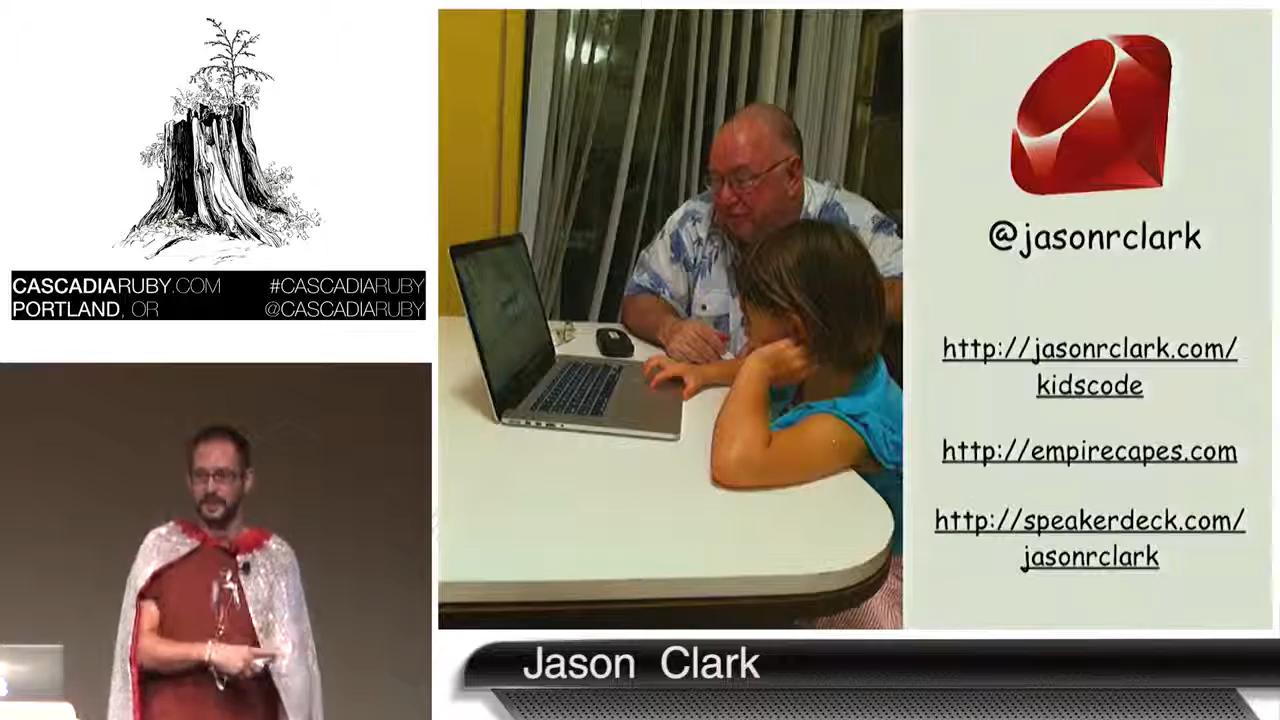 CASCADIARUBY.COM #CASCADIARUBY
PORTLAND, OR @CASCADIARUBY
@jasonrclark
http://jasonrclark.com/
kidscode
http://empirecapes.com
http://speakerdeck.com/
jasonrclark
Jason Clark